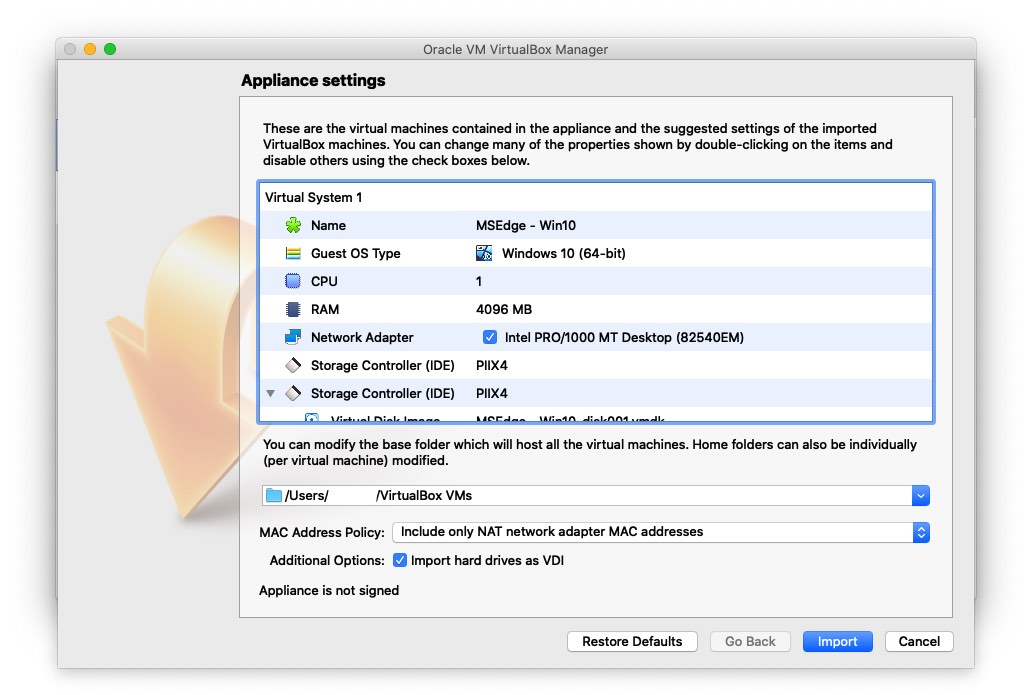 Oracle VM VirtualBox Manager
Appliance settings
These are the virtual machines contained in the appliance and the suggested settings of the imported
VirtualBox machines. You can change many of the properties shown by double-clicking on the items and
disable others using the check boxes below.
Virtual System 1
Name MSEdge - Win10
Guest OS Type Windows 10 (64-bit)
CPU 1
RAM 4096 MB
Network Adapter Intel PRO/1000 MT Desktop (82540EM)
Storage Controller (IDE) PIIX4
Storage Controller (IDE) PIIX4
Virtual Disk Image MSEdge - Win10-disk001.vmdk
You can modify the base folder which will host all the virtual machines. Home folders can also be individually
(per virtual machine) modified.
/Users/ /VirtualBox VMs
MAC Address Policy: Include only NAT network adapter MAC addresses
Additional Options: Import hard drives as VDI
Appliance is not signed
Restore Defaults Go Back Import Cancel